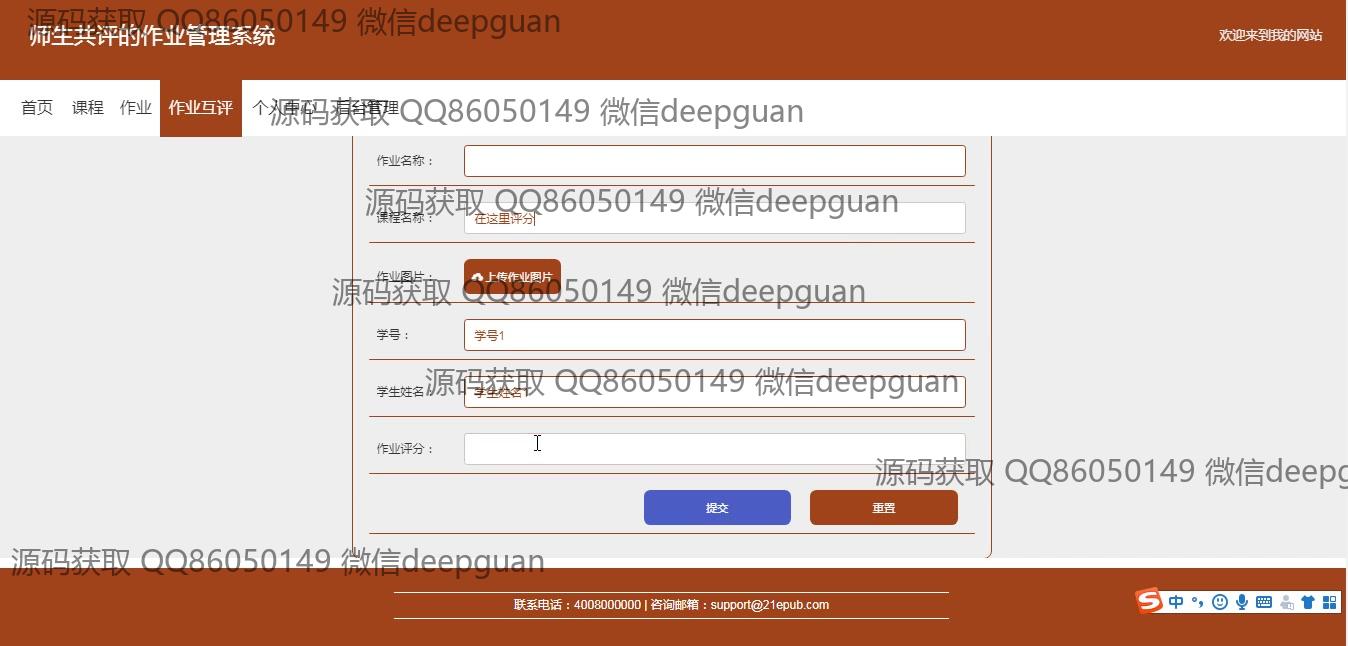 源码获取 QQ86050149 微信deepguan
师生共评的作业管理系统
欢迎来到我的网站
首页 课程 作业 作业互评 个人中心 后台管理
源码获取 QQ86050149 微信deepguan
作业名称：
源码获取 QQ86050149 微信deepguan
课程名称： 在这里评分
作业图片： 上传作业图片
源码获取 QQ86050149 微信deepguan
学号： 学号1
源码获取 QQ86050149 微信deepguan
学生姓名 学生姓名1
作业评分：
源码获取 QQ86050149 微信deepg
提交 重置
源码获取 QQ86050149 微信deepguan
联系电话：4008000000 | 咨询邮箱：support@21epub.com
中